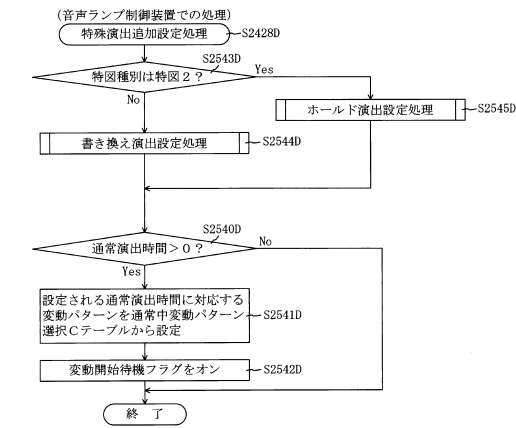 (音声ランプ制御装置での処理)
特殊演出追加設定処理 S2428D
S2543D
特図種別は特図2? Yes
No
ホールド演出設定処理 S2545D
書き換え演出設定処理 S2544D
S2540D
通常演出時間>0? No
Yes
設定される通常演出時間に対応する
変動パターンを通常中変動パターン
選択Cテーブルから設定
S2541D
変動開始待機フラグをオン S2542D
終 了